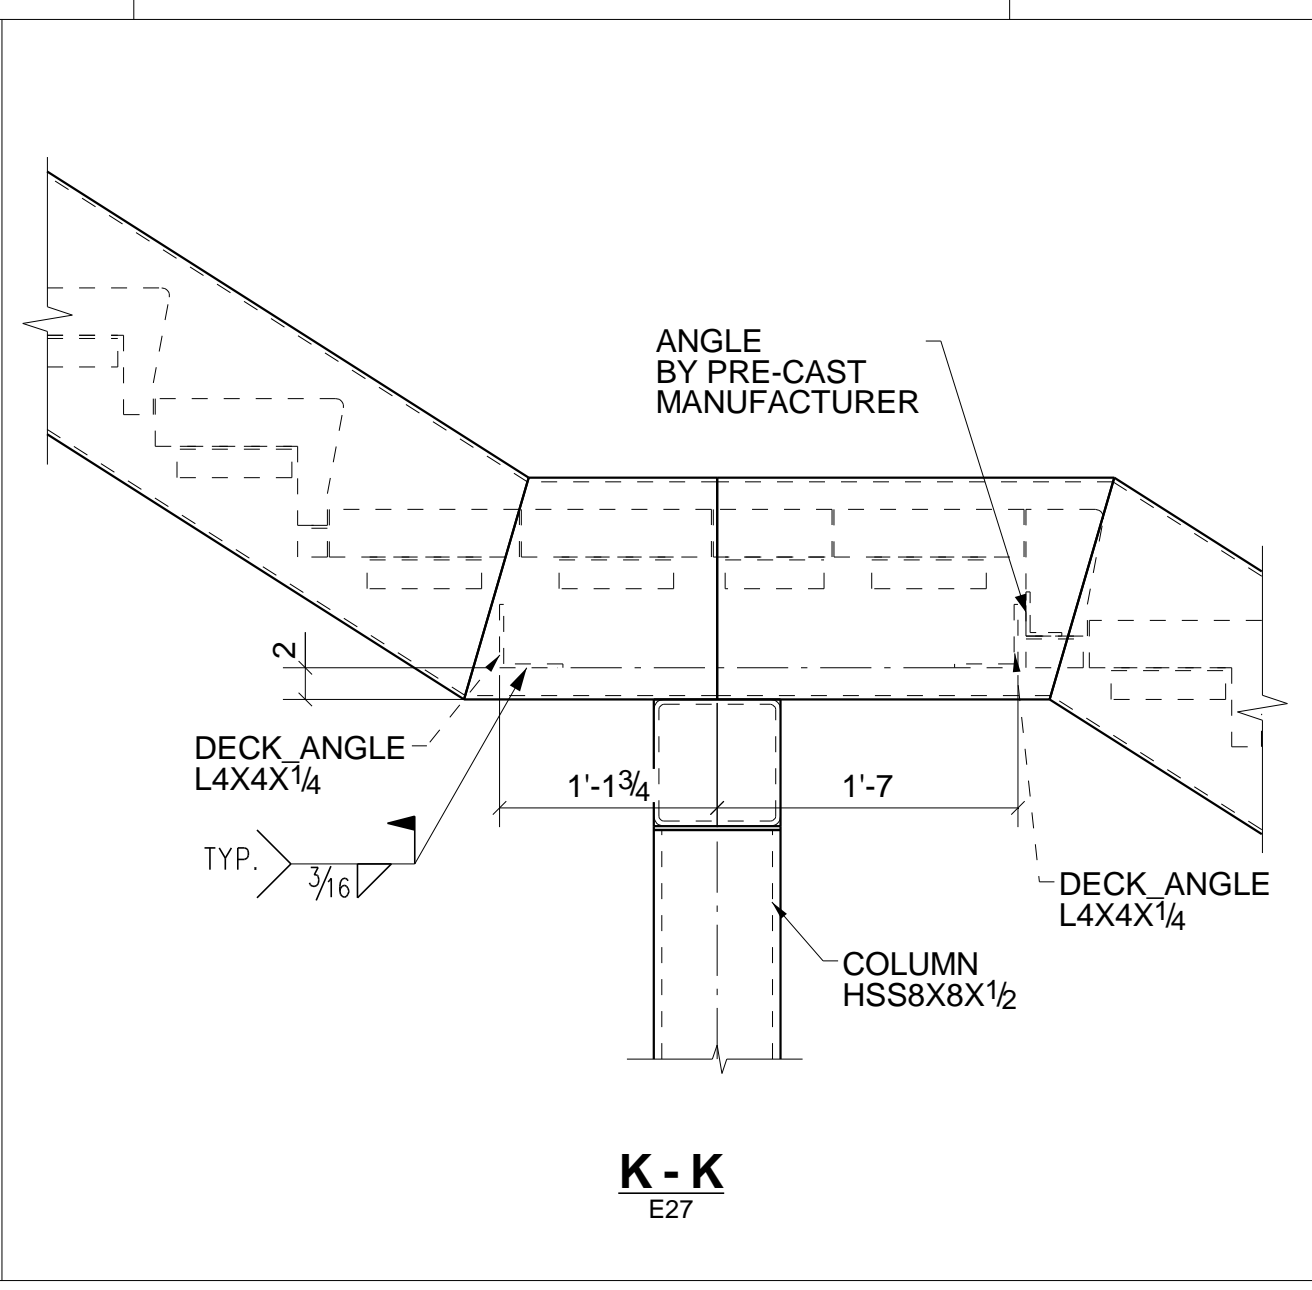 ANGLE
BY PRE-CAST
MANUFACTURER
2
DECK_ANGLE
L4X4X1/4
1'-1 3/4
1'-7
TYP.
3/16
DECK_ANGLE
L4X4X1/4
COLUMN
HSS8X8X1/2
K - K
E27